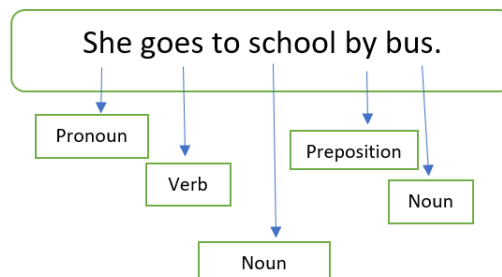 She goes to school by bus.
Pronoun
Preposition
Verb
Noun
Noun